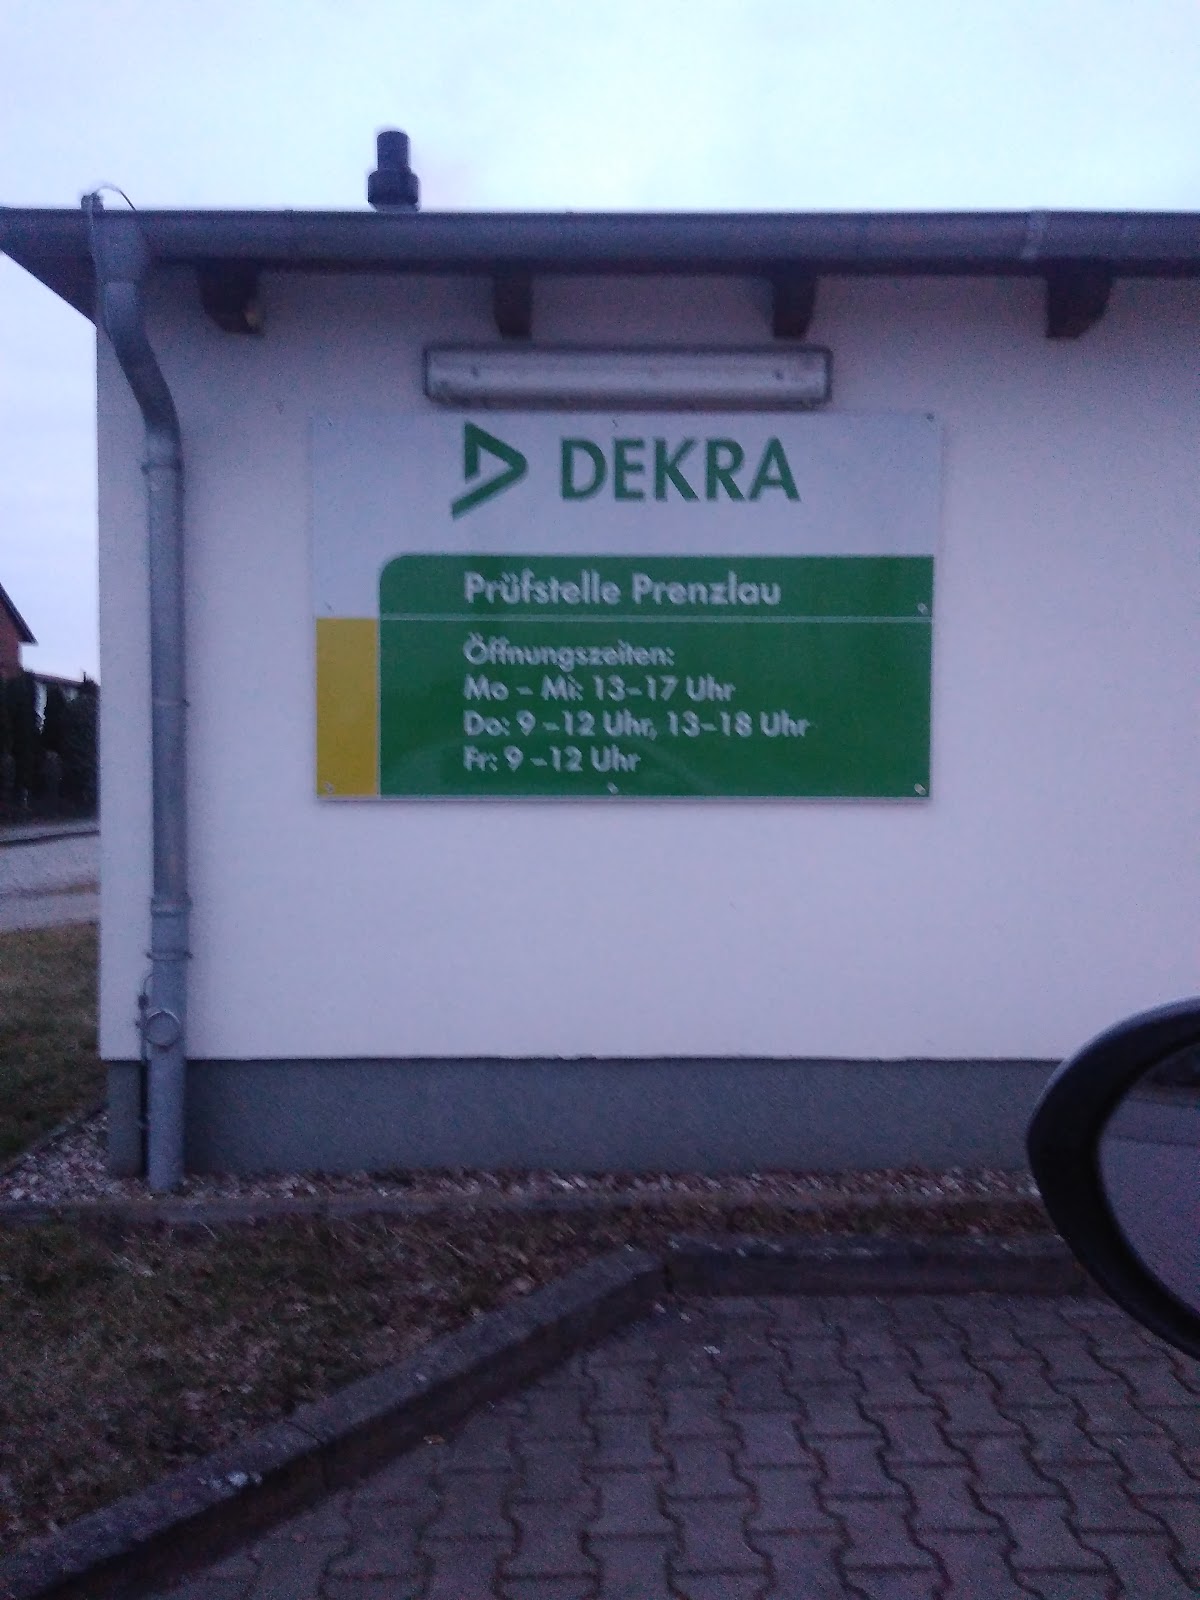 DEKRA
Prüfstelle Prenzlau
Öffnungszeiten:
Mo – Mi: 13–17 Uhr
Do: 9 –12 Uhr, 13–18 Uhr
Fr: 9 –12 Uhr